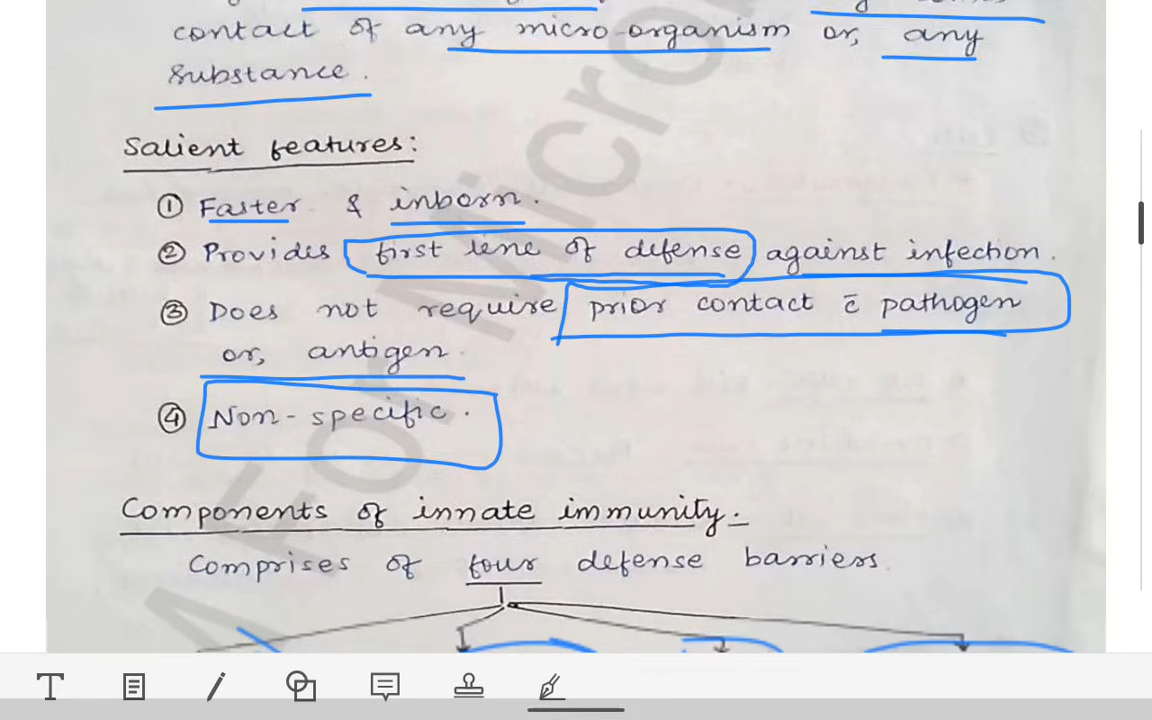 contact of any micro-organism or, any
substance.
Salient features:
① Faster & inborn.
② Provides first line of defense against infection.
③ Does not require prior contact c̄ pathogen
or, antigen.
④ Non-specific.
Components of innate immunity:-
Comprises of four defense barriers.
T